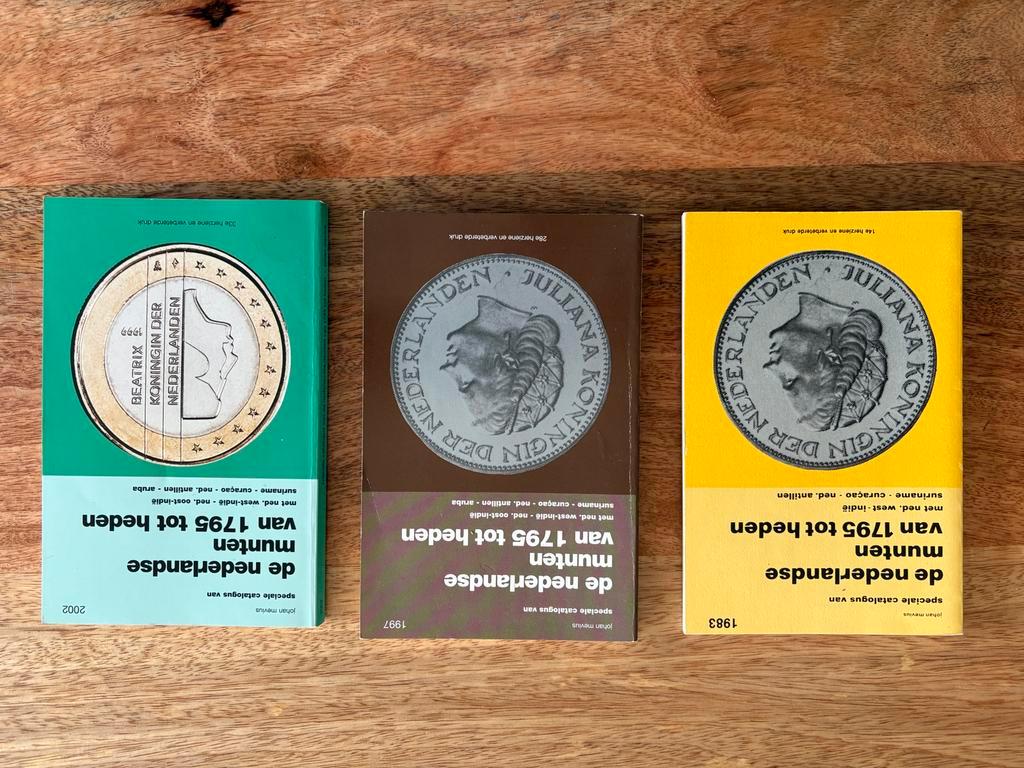 johan mevius 1983
speciale catalogus van
de nederlandse
munten
van 1795 tot heden
met ned. west-indië
suriname - curaçao - ned. antillen
JULIANA KONINGIN DER NEDERLANDEN
14e herziene en verbeterde druk
johan mevius 1997
speciale catalogus van
de nederlandse
munten
van 1795 tot heden
met ned. west-indië - ned. oost-indië
suriname - curaçao - ned. antillen - aruba
JULIANA KONINGIN DER NEDERLANDEN
28e herziene en verbeterde druk
johan mevius 2002
speciale catalogus van
de nederlandse
munten
van 1795 tot heden
met ned. west-indië - ned. oost-indië
suriname - curaçao - ned. antillen - aruba
BEATRIX 1999
KONINGIN DER
NEDERLANDEN
33e herziene en verbeterde druk